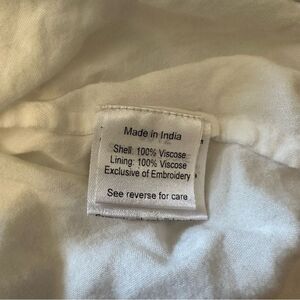 Made in India
Shell: 100% Viscose
Lining: 100% Viscose
Exclusive of Embroidery
See reverse for care